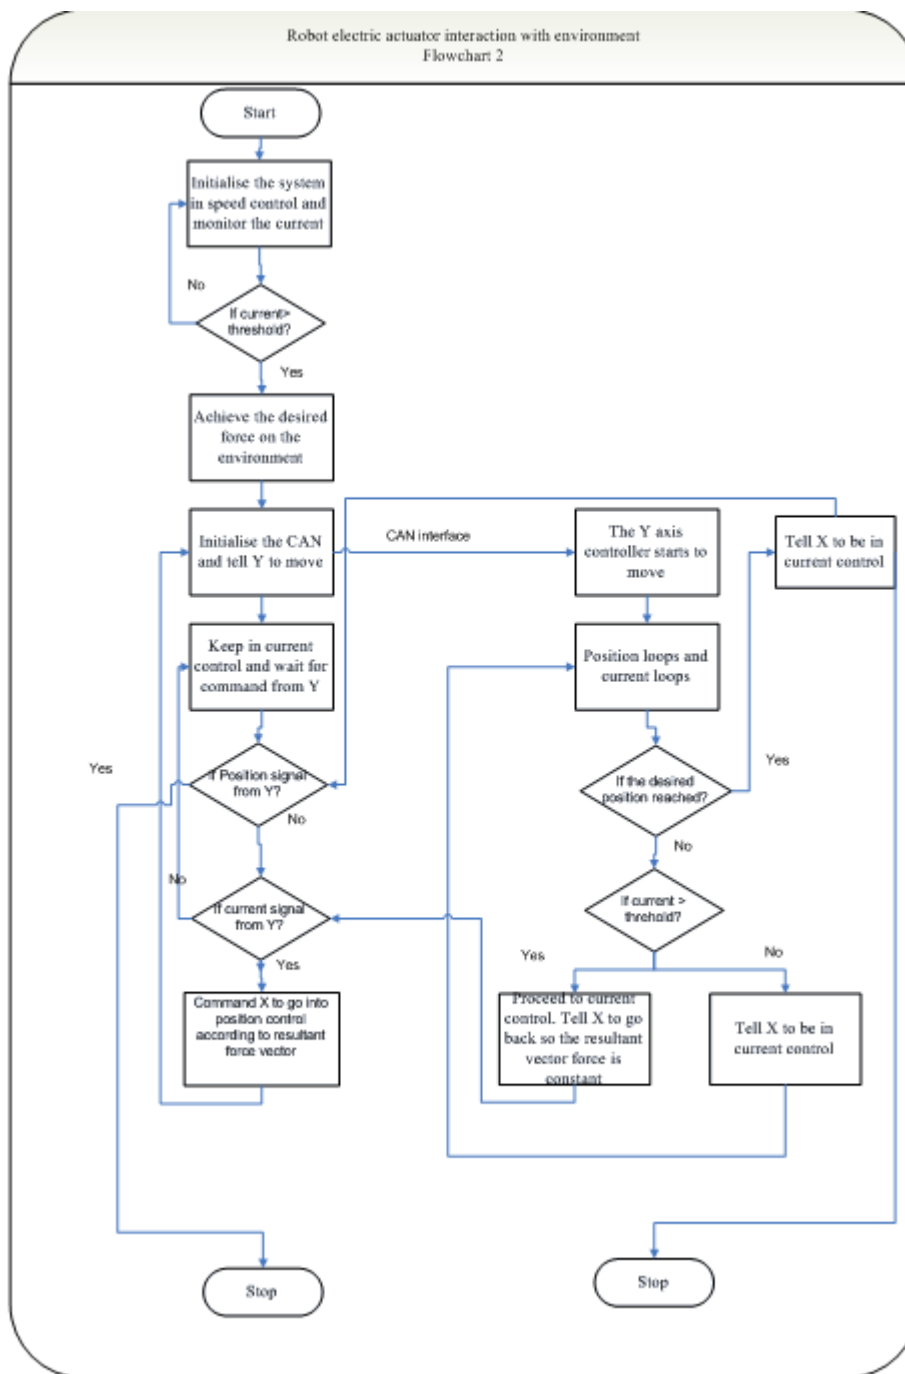 Robot electric actuator interaction with environment
Flowchart 2
Start
Initialise the system
in speed control and
monitor the current
No
If current>
threshold?
Yes
Achieve the desired
force on the
environment
Initialise the CAN
and tell Y to move
CAN interface
The Y axis
controller starts to
move
Tell X to be in
current control
Keep in current
control and wait for
command from Y
Position loops and
current loops
Yes
If Position signal
from Y?
No
If the desired
position reached?
Yes
No
No
If current signal
from Y?
Yes
If current >
threhold?
Yes
No
Command X to go into
position control
according to resultant
force vector
Proceed to current
control. Tell X to go
back so the resultant
vector force is
constant
Tell X to be in
current control
Stop
Stop